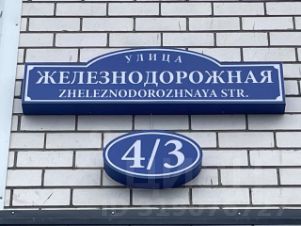 УЛИЦА
ЖЕЛЕЗНОДОРОЖНАЯ
ZHELEZNODOROZHNAYA STR.
4/3